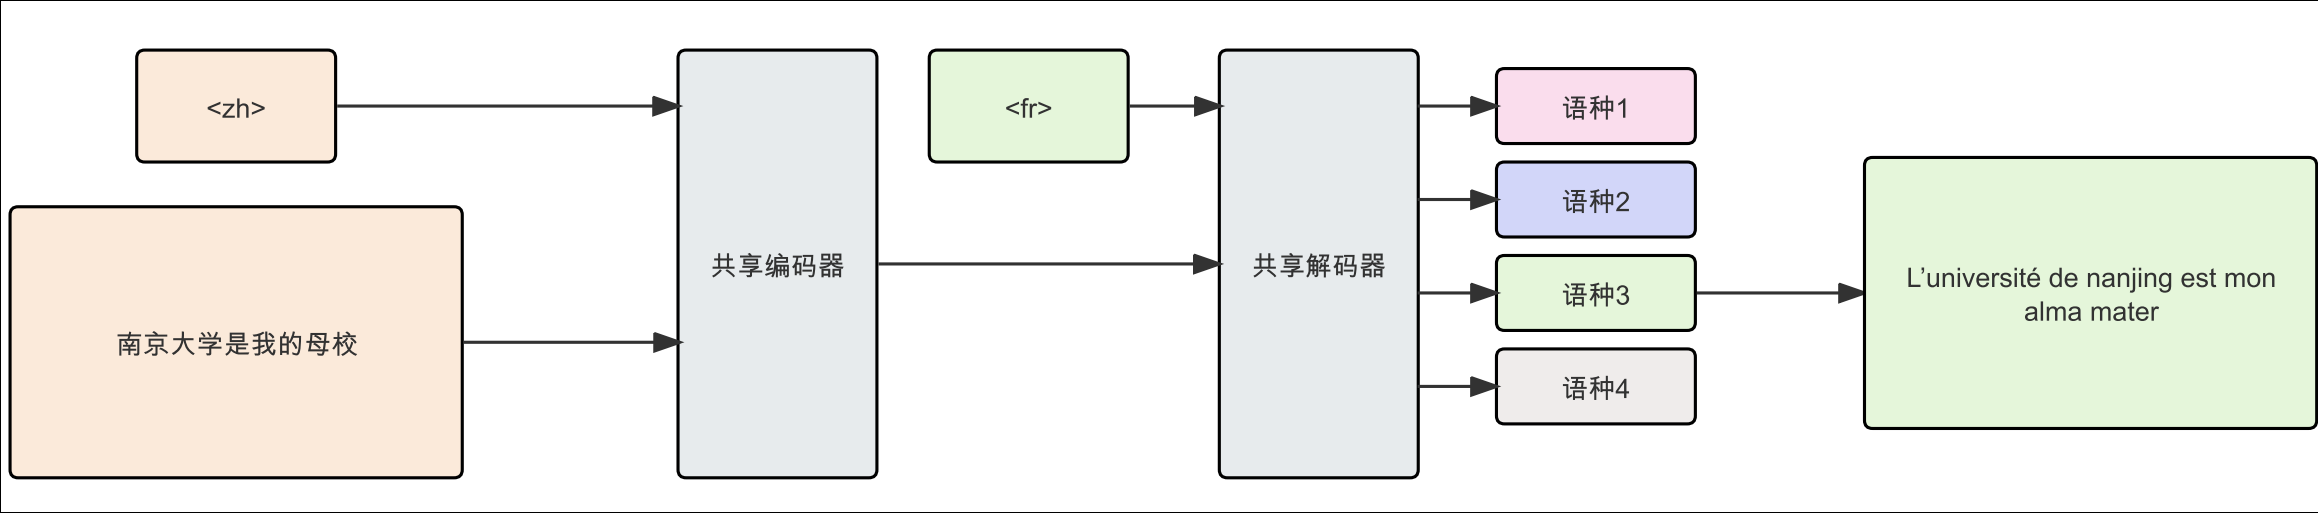 <zh>
南京大学是我的母校
共享编码器
<fr>
共享解码器
语种1
语种2
语种3
语种4
L’université de nanjing est mon
alma mater